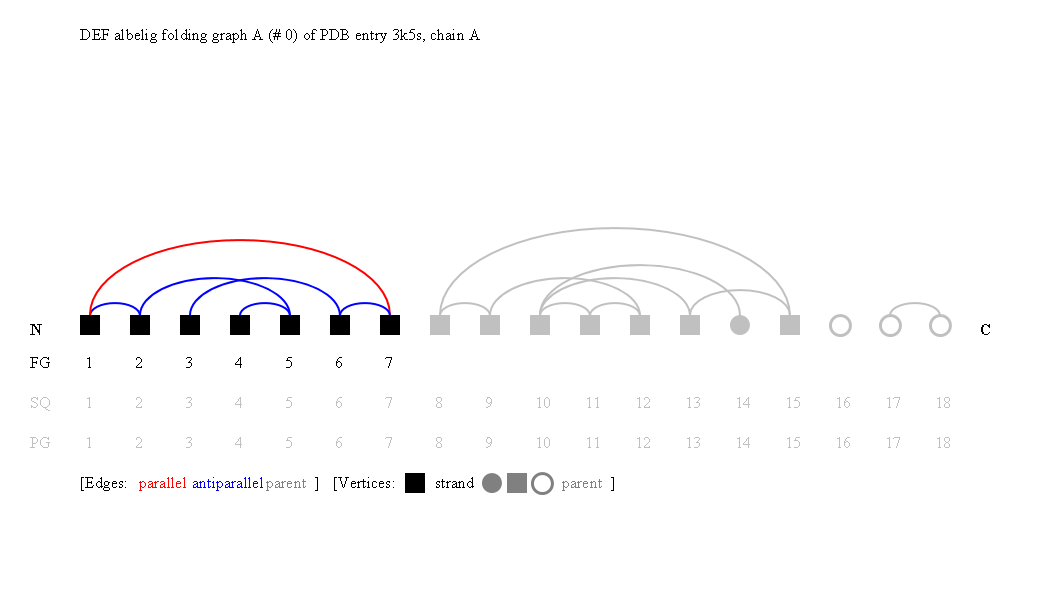 DEF albelig folding graph A (# 0) of PDB entry 3k5s, chain A
N C
FG 1 2 3 4 5 6 7
SQ 1 2 3 4 5 6 7 8 9 10 11 12 13 14 15 16 17 18
PG 1 2 3 4 5 6 7 8 9 10 11 12 13 14 15 16 17 18
[Edges: parallel antiparallel parent ] [Vertices: strand parent ]